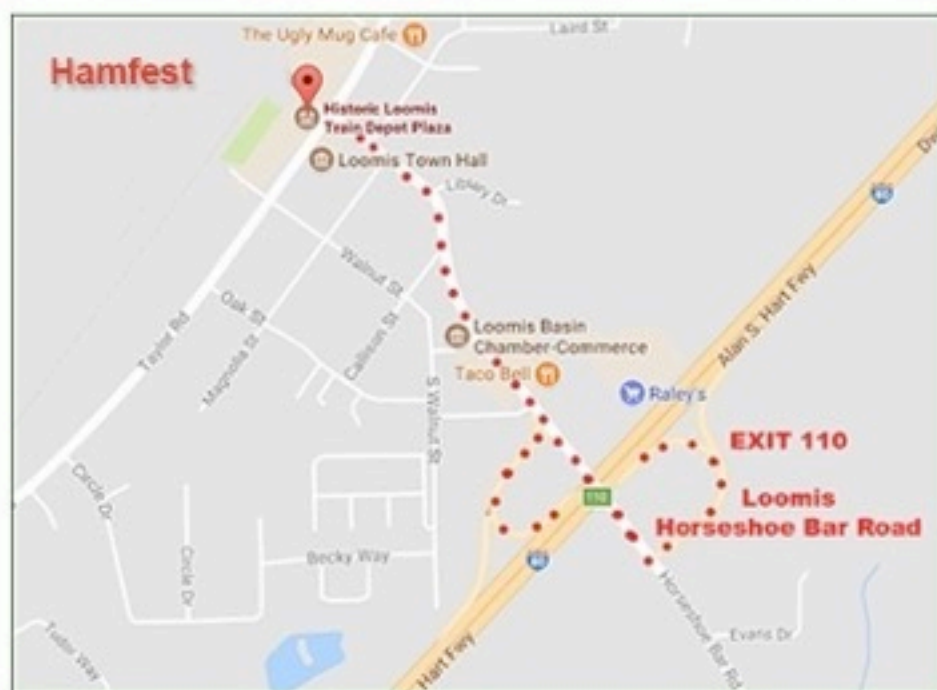 The Ugly Mug Cafe
Laird St
Hamfest
Historic Loomis
Train Depot Plaza
Loomis Town Hall
Libley Dr
80
Walnut St
Alan S. Hart Fwy
Oak St
Taylor Rd
Magnolia St
Callison St
Loomis Basin
Chamber-Commerce
Taco Bell
Raley's
S Walnut St
EXIT 110
Circle Dr
110
Loomis
Horseshoe Bar Road
Circle Dr
Becky Way
80
Horseshoe Bar Rd
Evans Dr
Tudor Way
Hart Fwy